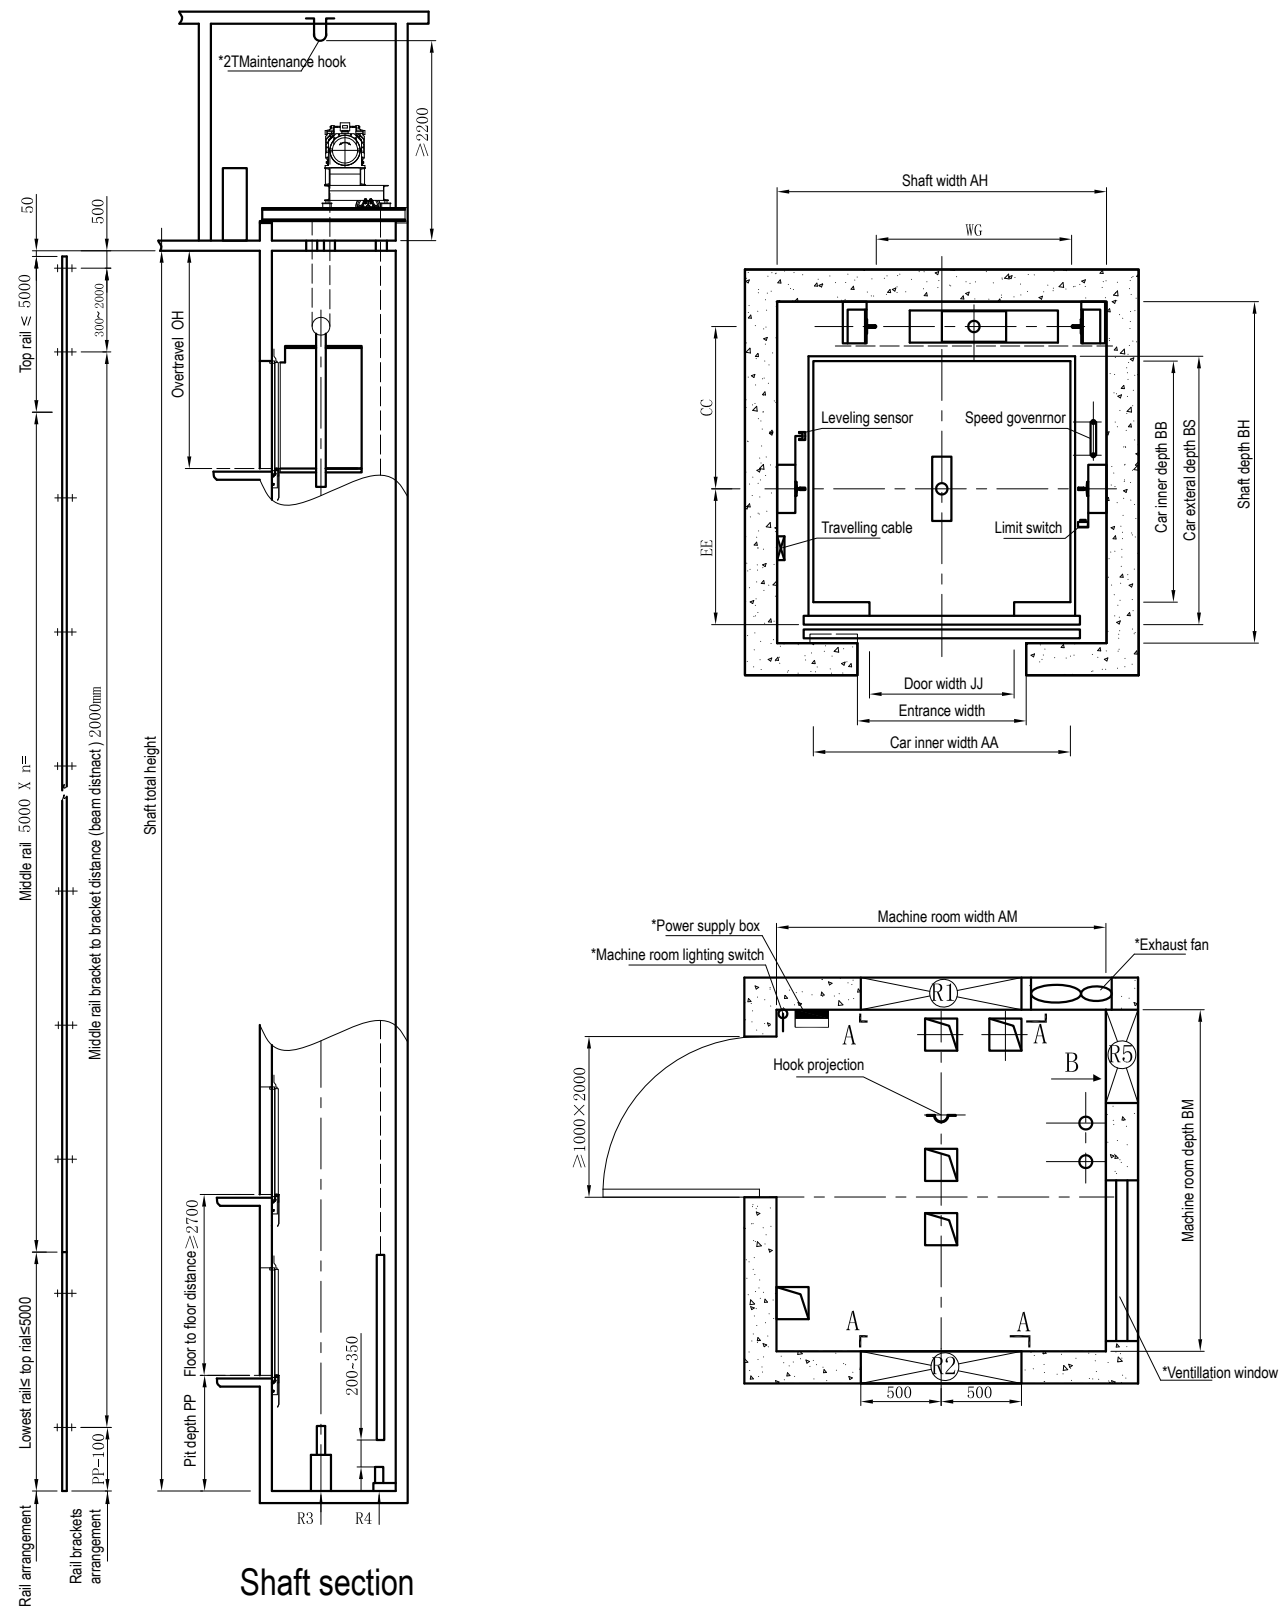 *2TMaintenance hook
≥2200
50
500
Top rail ≤ 5000
300~2000
Overtravel OH
Middle rail 5000 X n=
Middle rail bracket to bracket distance (beam distnact) 2000mm
Shaft total height
Floor to floor distance≥2700
Lowest rail≤ top rial≤5000
Pit depth PP
200~350
PP-100
R3
R4
Rail arrangement
Rail brackets
arrangement
Shaft section
Shaft width AH
WG
CC
EE
Leveling sensor
Speed governrnor
Travelling cable
Limit switch
Car inner depth BB
Car exteral depth BS
Shaft depth BH
Door width JJ
Entrance width
Car inner width AA
Machine room width AM
*Power supply box
*Machine room lighting switch
*Exhaust fan
R1
A
A
R5
B
Hook projection
≥1000×2000
Machine room depth BM
A
A
R2
500
500
*Ventillation window